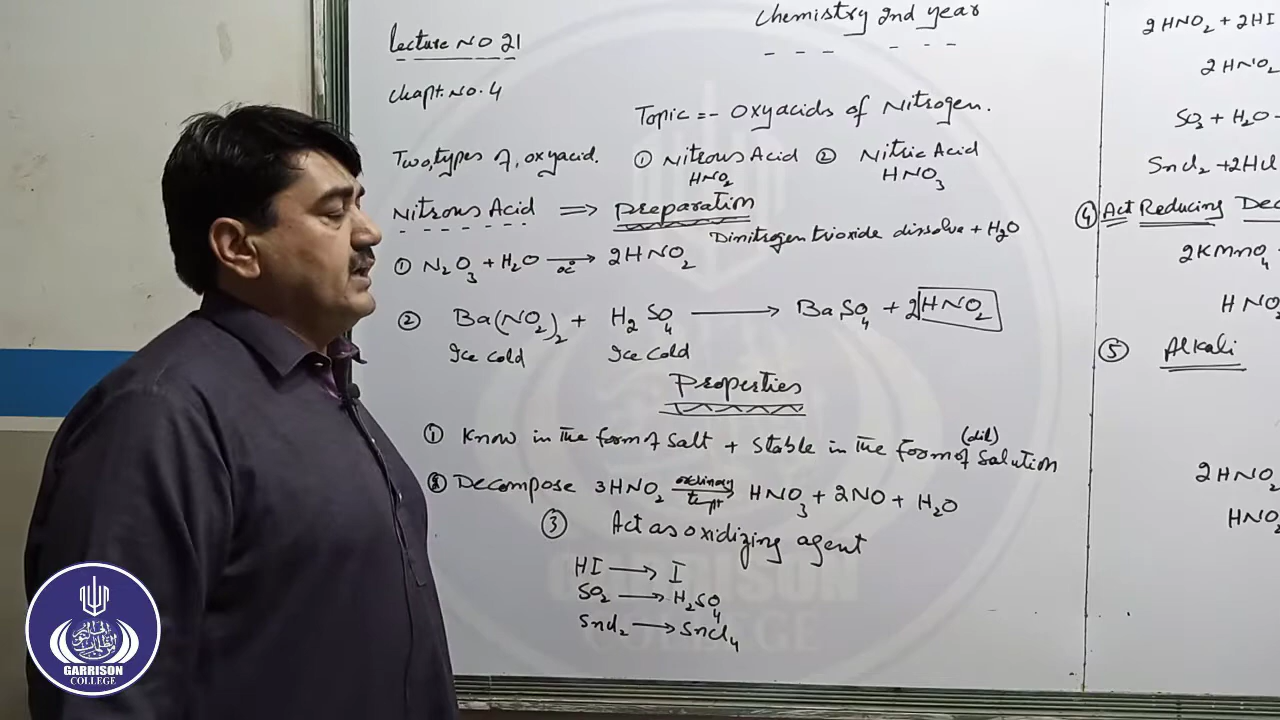 Chemistry 2nd year
Lecture NO 21
Chapt. NO. 4
Topic :- Oxyacids of Nitrogen.
Two, types of, oxyacid. ① Nitrous Acid ② Nitric Acid
HNO₂ HNO₃
Nitrous Acid => Preparation
Dinitrogen trioxide dissolve + H₂O
① N₂O₃ + H₂O → 2HNO₂
0c°
② Ba(NO₂)₂ + H₂SO₄ → BaSO₄ + 2HNO₂
Ice cold Ice cold
Properties
① Know in the form of salt + stable in the form of (dil) solution
② Decompose 3HNO₂ ordinary → tempt HNO₃ + 2NO + H₂O
③ Act as oxidizing agent
HI → I
SO₂ → H₂SO₄
SnCl₂ → SnCl₄
2HNO₂ + 2HI
2HNO₂
SO₂ + H₂O
SnCl₂ + 2HCl
④ Act Reducing
2KMnO₄
HNO₂
⑤ Alkali
2HNO₂
HNO₂
GARRISON
COLLEGE
GARRISON
COLLEGE